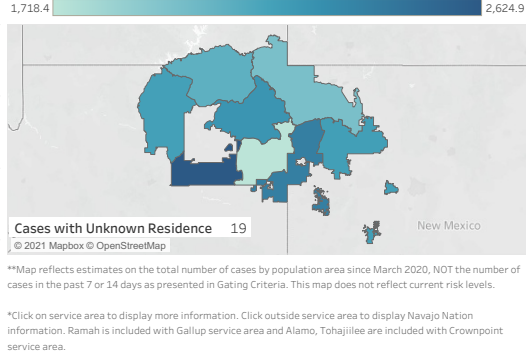 1,718.4 2,624.9
Cases with Unknown Residence 19
New Mexico
© 2021 Mapbox © OpenStreetMap
**Map reflects estimates on the total number of cases by population area since March 2020, NOT the number of
cases in the past 7 or 14 days as presented in Gating Criteria. This map does not reflect current risk levels.
*Click on service area to display more information. Click outside service area to display Navajo Nation
information. Ramah is included with Gallup service area and Alamo, Tohajiilee are included with Crownpoint
service area.